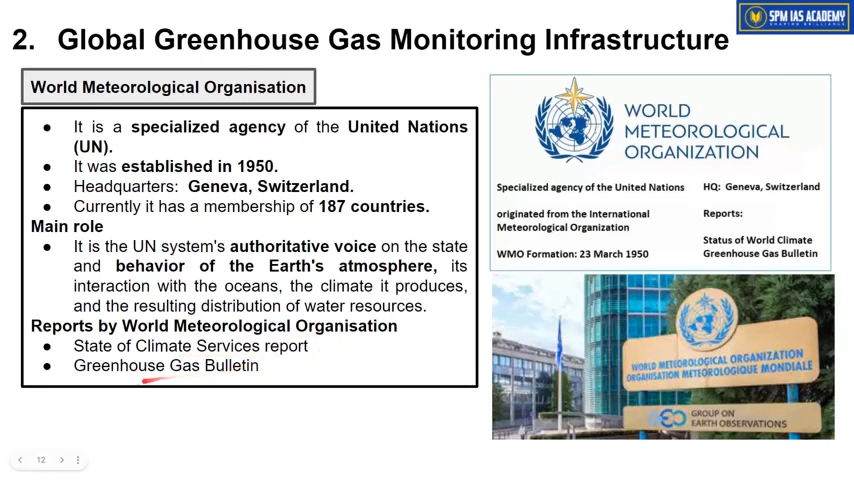 SPM IAS ACADEMY
SHAPING BRILLIANCE
2. Global Greenhouse Gas Monitoring Infrastructure
World Meteorological Organisation
● It is a specialized agency of the United Nations
(UN).
● It was established in 1950.
● Headquarters: Geneva, Switzerland.
● Currently it has a membership of 187 countries.
Main role
● It is the UN system's authoritative voice on the state
and behavior of the Earth's atmosphere, its
interaction with the oceans, the climate it produces,
and the resulting distribution of water resources.
Reports by World Meteorological Organisation
● State of Climate Services report
● Greenhouse Gas Bulletin
WORLD
METEOROLOGICAL
ORGANIZATION
Specialized agency of the United Nations
originated from the International
Meteorological Organization
WMO Formation: 23 March 1950
HQ: Geneva, Switzerland
Reports:
Status of World Climate
Greenhouse Gas Bulletin
WORLD METEOROLOGICAL ORGANIZATION
ORGANISATION METEOROLOGIQUE MONDIALE
GEO GROUP ON
EARTH OBSERVATIONS
12